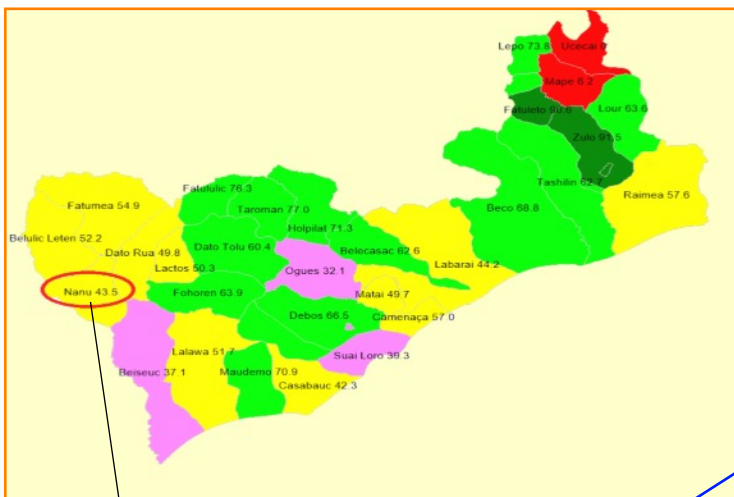 Lepo 73.8
Ucecai 0
Mape 6.2
Fatuleto 90.6
Lour 63.6
Zulo 91.5
Tashilin 62.7
Raimea 57.6
Fatululic 76.3
Fatumea 54.9
Taroman 77.0
Beco 68.8
Holpilat 71.3
Belulic Leten 52.2
Dato Rua 49.8
Dato Tolu 60.4
Belecasac 62.6
Labarai 44.2
Lactos 50.3
Ogues 32.1
Nanu 43.5
Fohoren 63.9
Matai 49.7
Debos 66.5
Camenaça 57.0
Lalawa 51.7
Suai Loro 39.3
Beiseuc 37.1
Maudemo 70.9
Casabauc 42.3